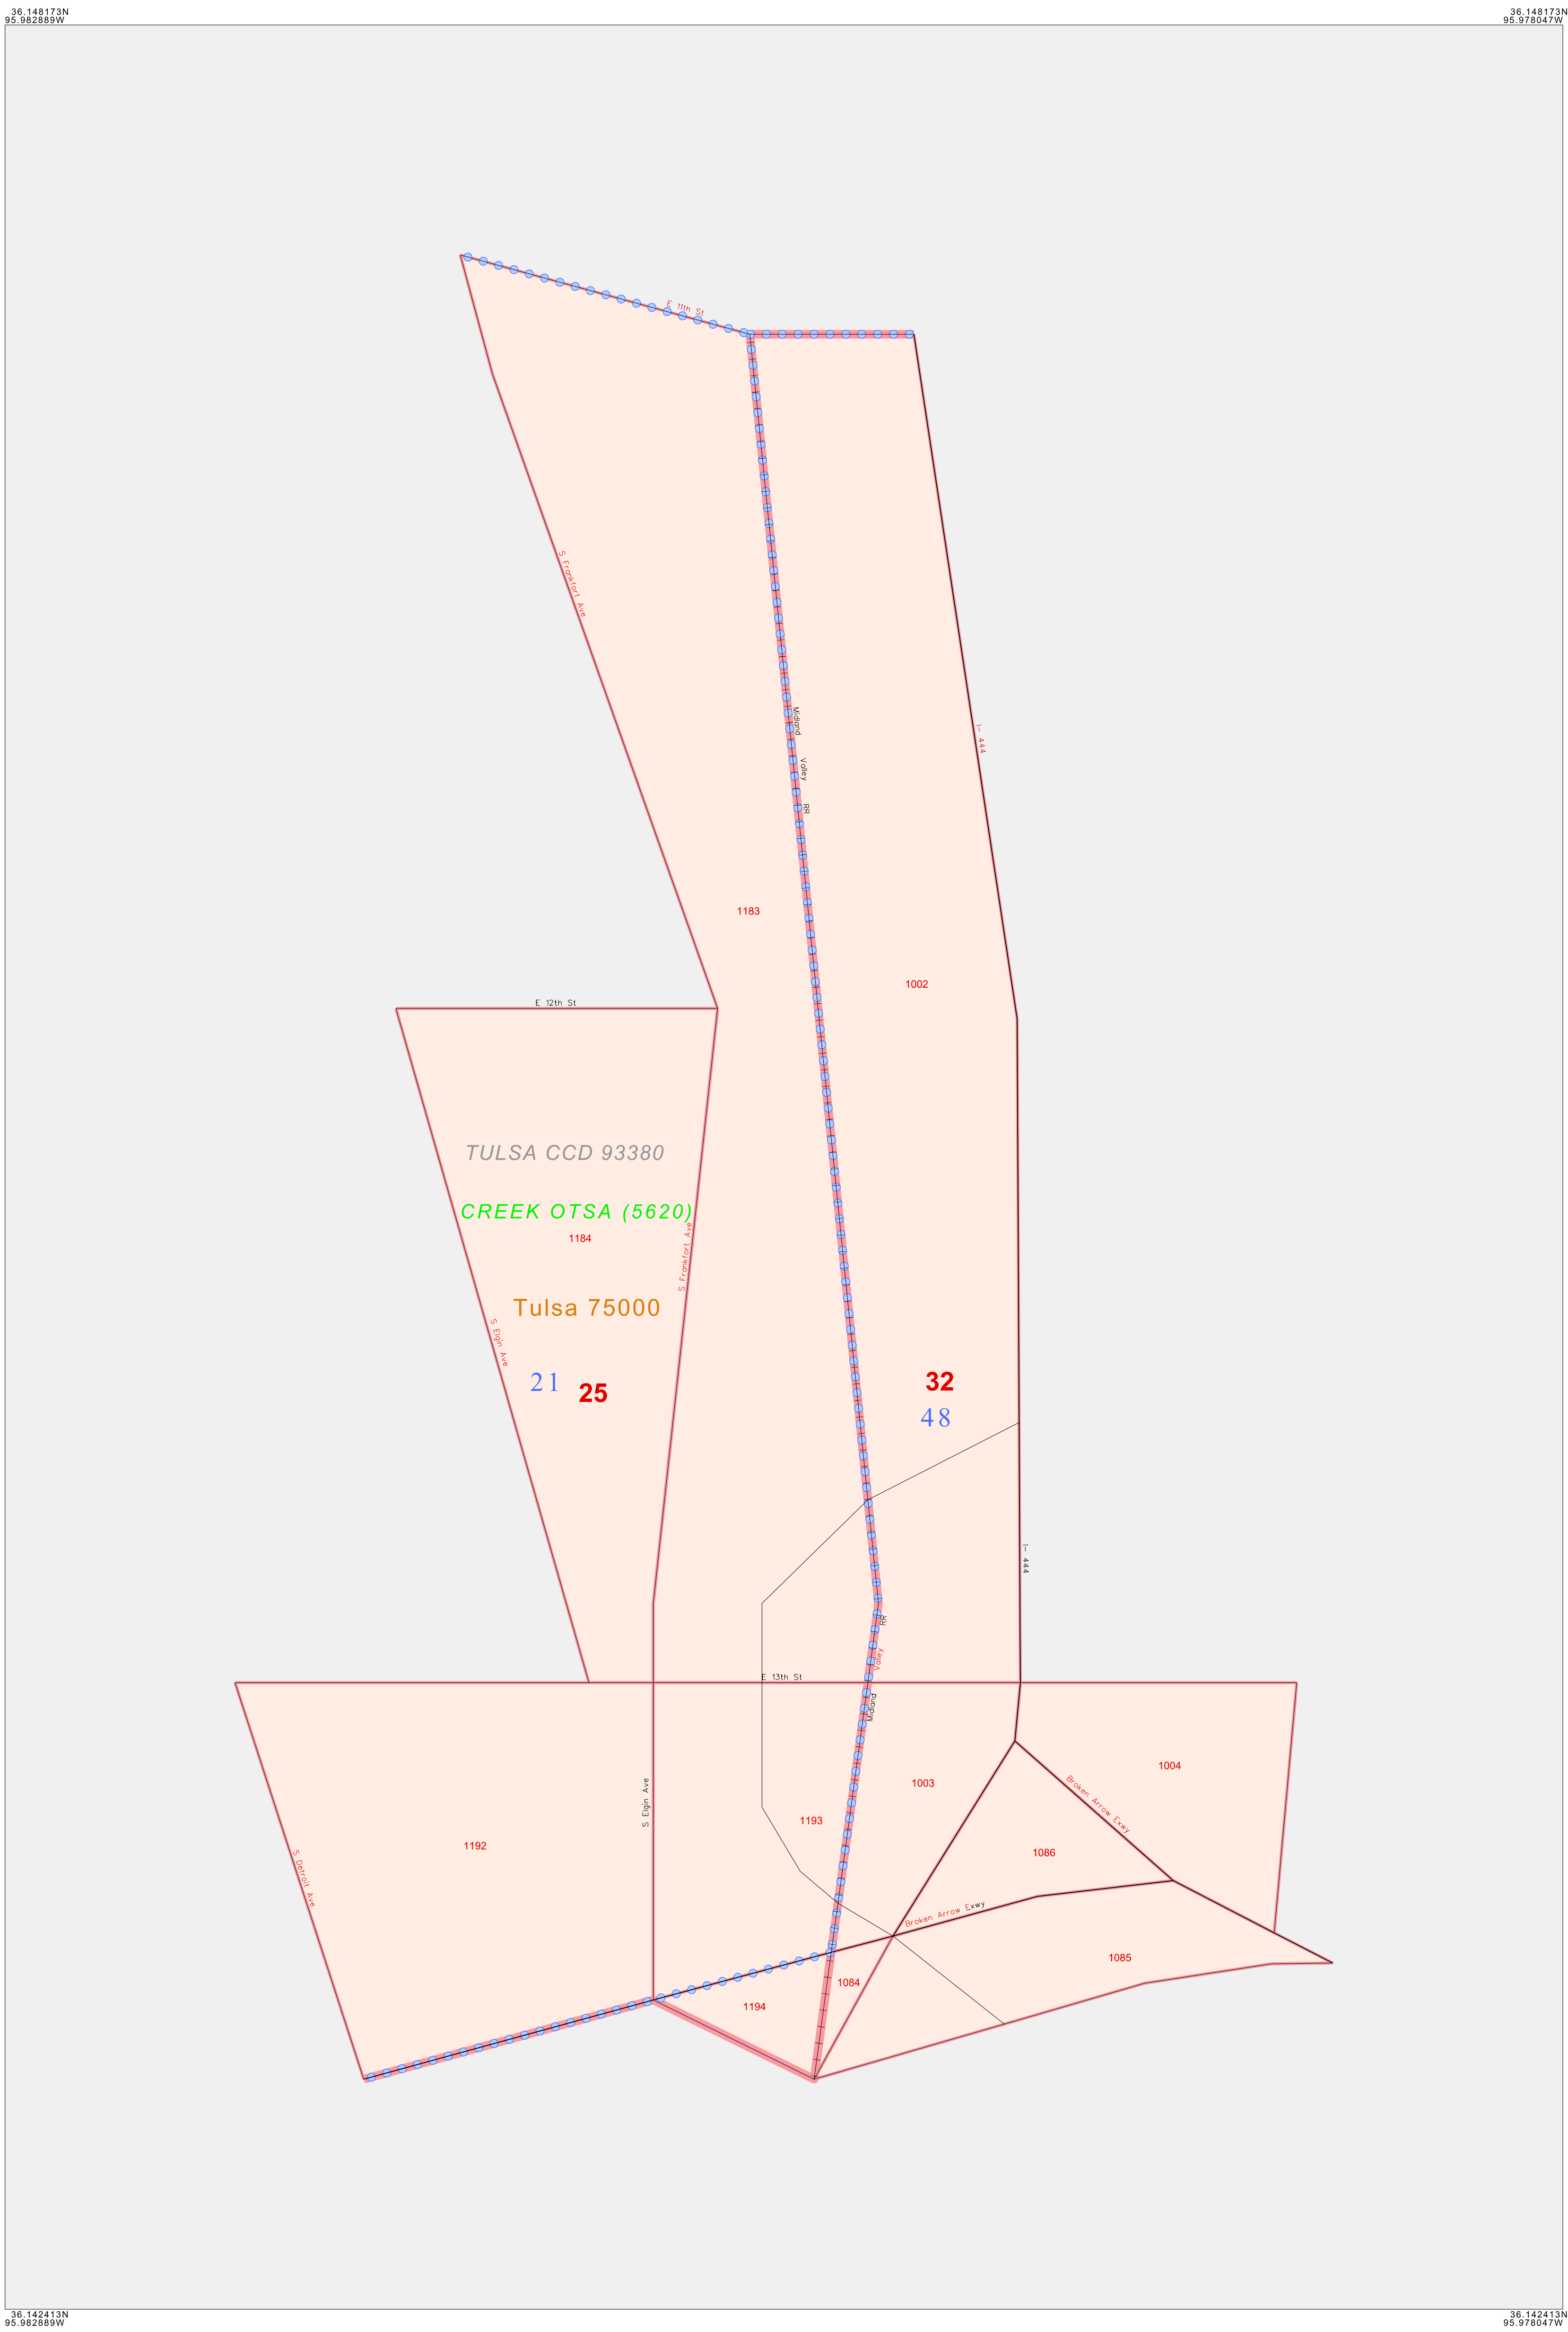 36.148173N
95.982889W
36.148173N
95.978047W
E 11th St
S Frankfort Ave
Midland Valley RR
I- 444
1183
1002
E 12th St
TULSA CCD 93380
CREEK OTSA (5620)
1184
S Frankfort Ave
Tulsa 75000
S Elgin Ave
21
25
32
48
I- 444
Midland Valley RR
E 13th St
1004
1003
Broken Arrow Exwy
S Elgin Ave
1193
1192
1086
S Detroit Ave
Broken Arrow Exwy
1085
1084
1194
36.142413N
95.982889W
36.142413N
95.978047W